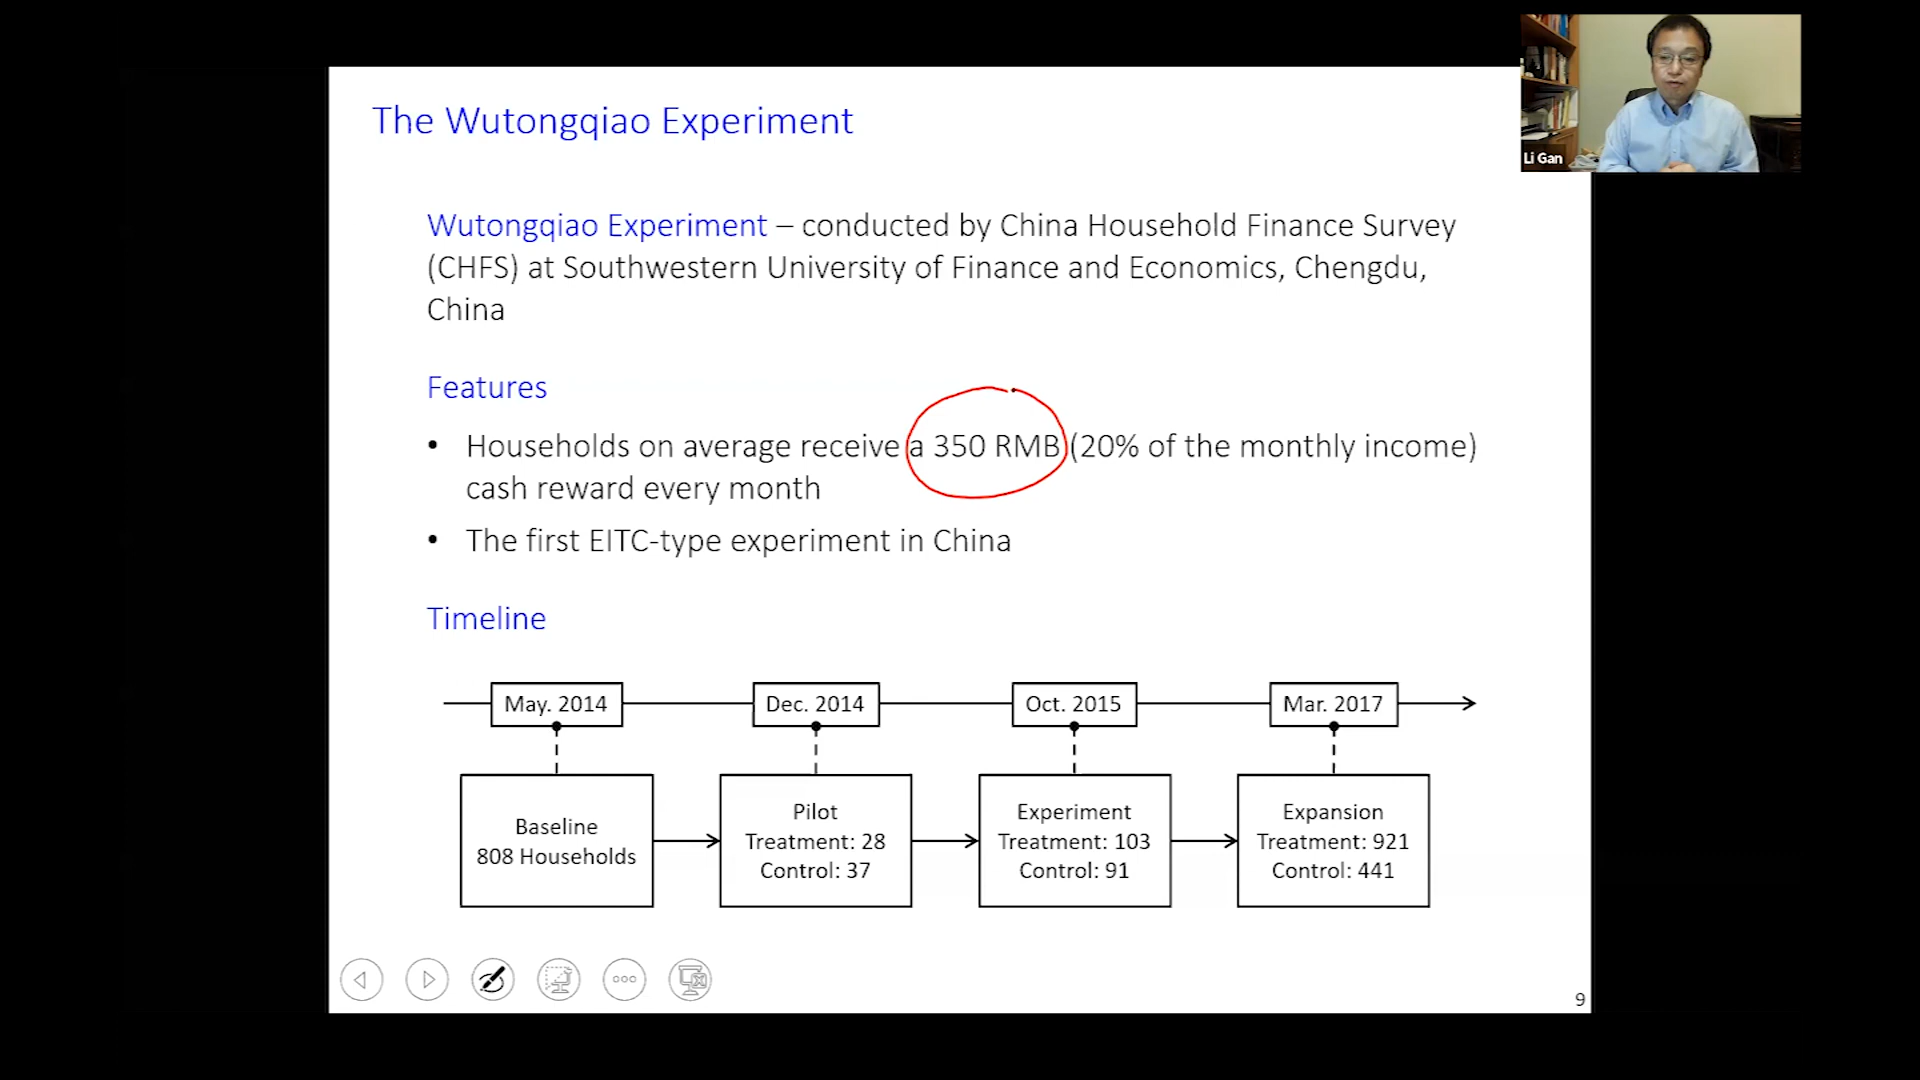 Li Gan
The Wutongqiao Experiment
Wutongqiao Experiment – conducted by China Household Finance Survey
(CHFS) at Southwestern University of Finance and Economics, Chengdu,
China
Features
• Households on average receive a 350 RMB (20% of the monthly income)
cash reward every month
• The first EITC-type experiment in China
Timeline
May. 2014
Dec. 2014
Oct. 2015
Mar. 2017
Baseline
808 Households
Pilot
Treatment: 28
Control: 37
Experiment
Treatment: 103
Control: 91
Expansion
Treatment: 921
Control: 441
9